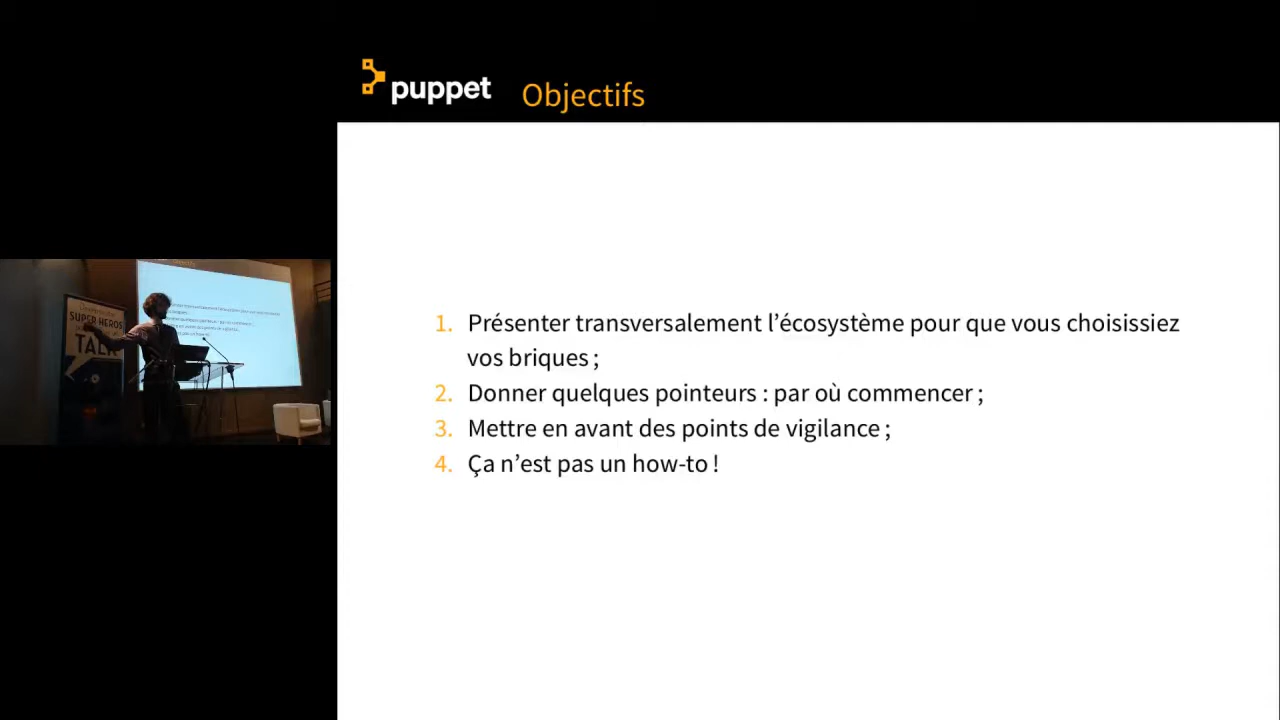 puppet
Objectifs
1. Présenter transversalement l’écosystème pour que vous choisissiez
vos briques ;
2. Donner quelques pointeurs : par où commencer ;
3. Mettre en avant des points de vigilance ;
4. Ça n’est pas un how-to !
SUPER HEROS
TALK